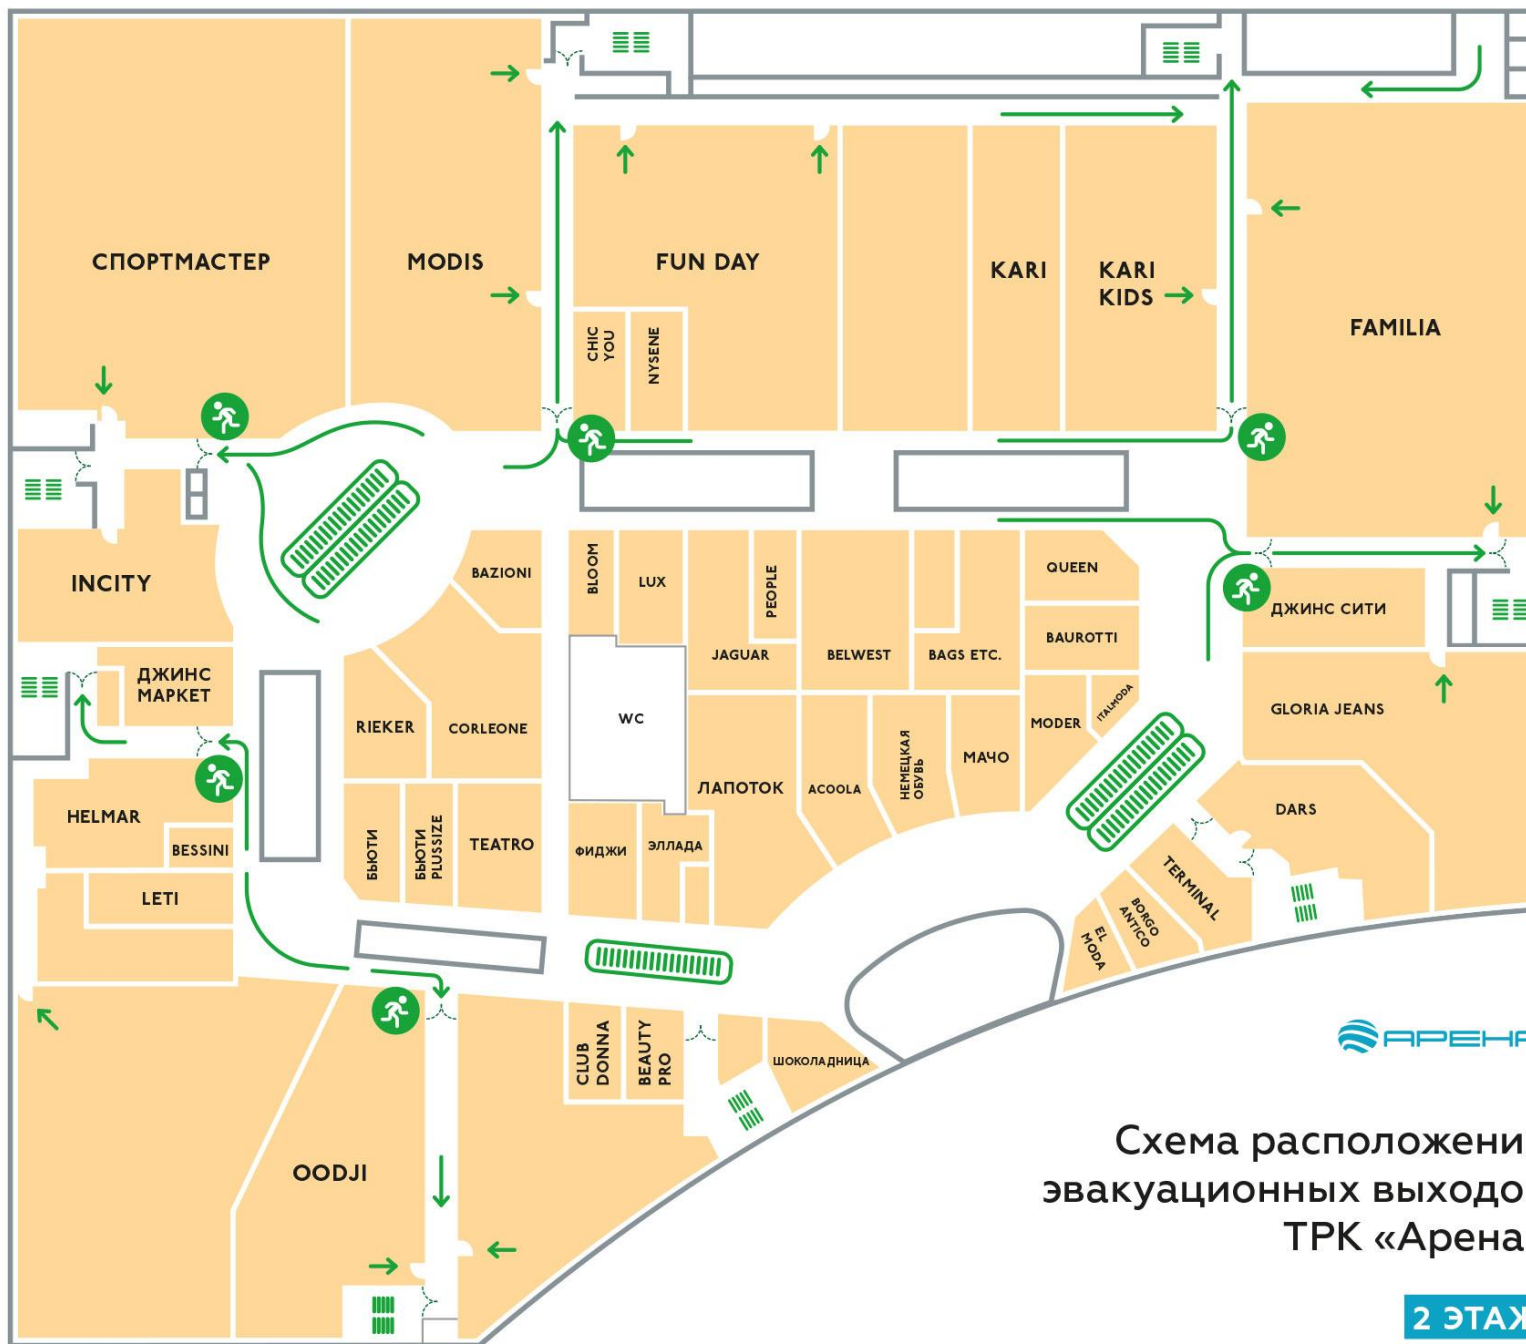 СПОРТМАСТЕР
MODIS
FUN DAY
KARI
KARI
KIDS
FAMILIA
CHIC
YOU
NYSENE
INCITY
BAZIONI
BLOOM
LUX
PEOPLE
JAGUAR
BELWEST
BAGS ETC.
QUEEN
BAUROTTI
ДЖИНС СИТИ
ДЖИНС
МАРКЕТ
RIEKER
CORLEONE
WC
MODER
ITALMODA
GLORIA JEANS
ЛАПОТОК
ACOOLA
НЕМЕЦКАЯ
ОБУВЬ
МАЧО
DARS
HELMAR
BESSINI
LETI
БЬЮТИ
БЬЮТИ
PLUSSIZE
ТЕАТРО
ФИДЖИ
ЭЛЛАДА
TERMINAL
BORGO
ANTICO
EL
MODA
CLUB
DONNA
BEAUTY
PRO
ШОКОЛАДНИЦА
OODJI
АРЕНА
Схема расположени
эвакуационных выходо
ТРК «Арена
2 ЭТАЖ